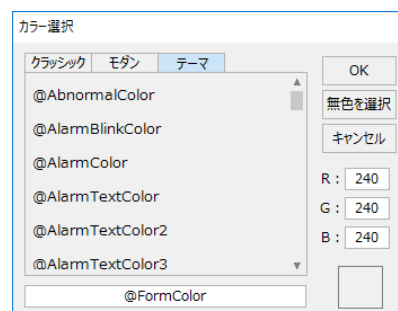 カラー選択
クラッシック モダン テーマ
@AbnormalColor
@AlarmBlinkColor
@AlarmColor
@AlarmTextColor
@AlarmTextColor2
@AlarmTextColor3
@FormColor
OK
無色を選択
キャンセル
R : 240
G : 240
B : 240